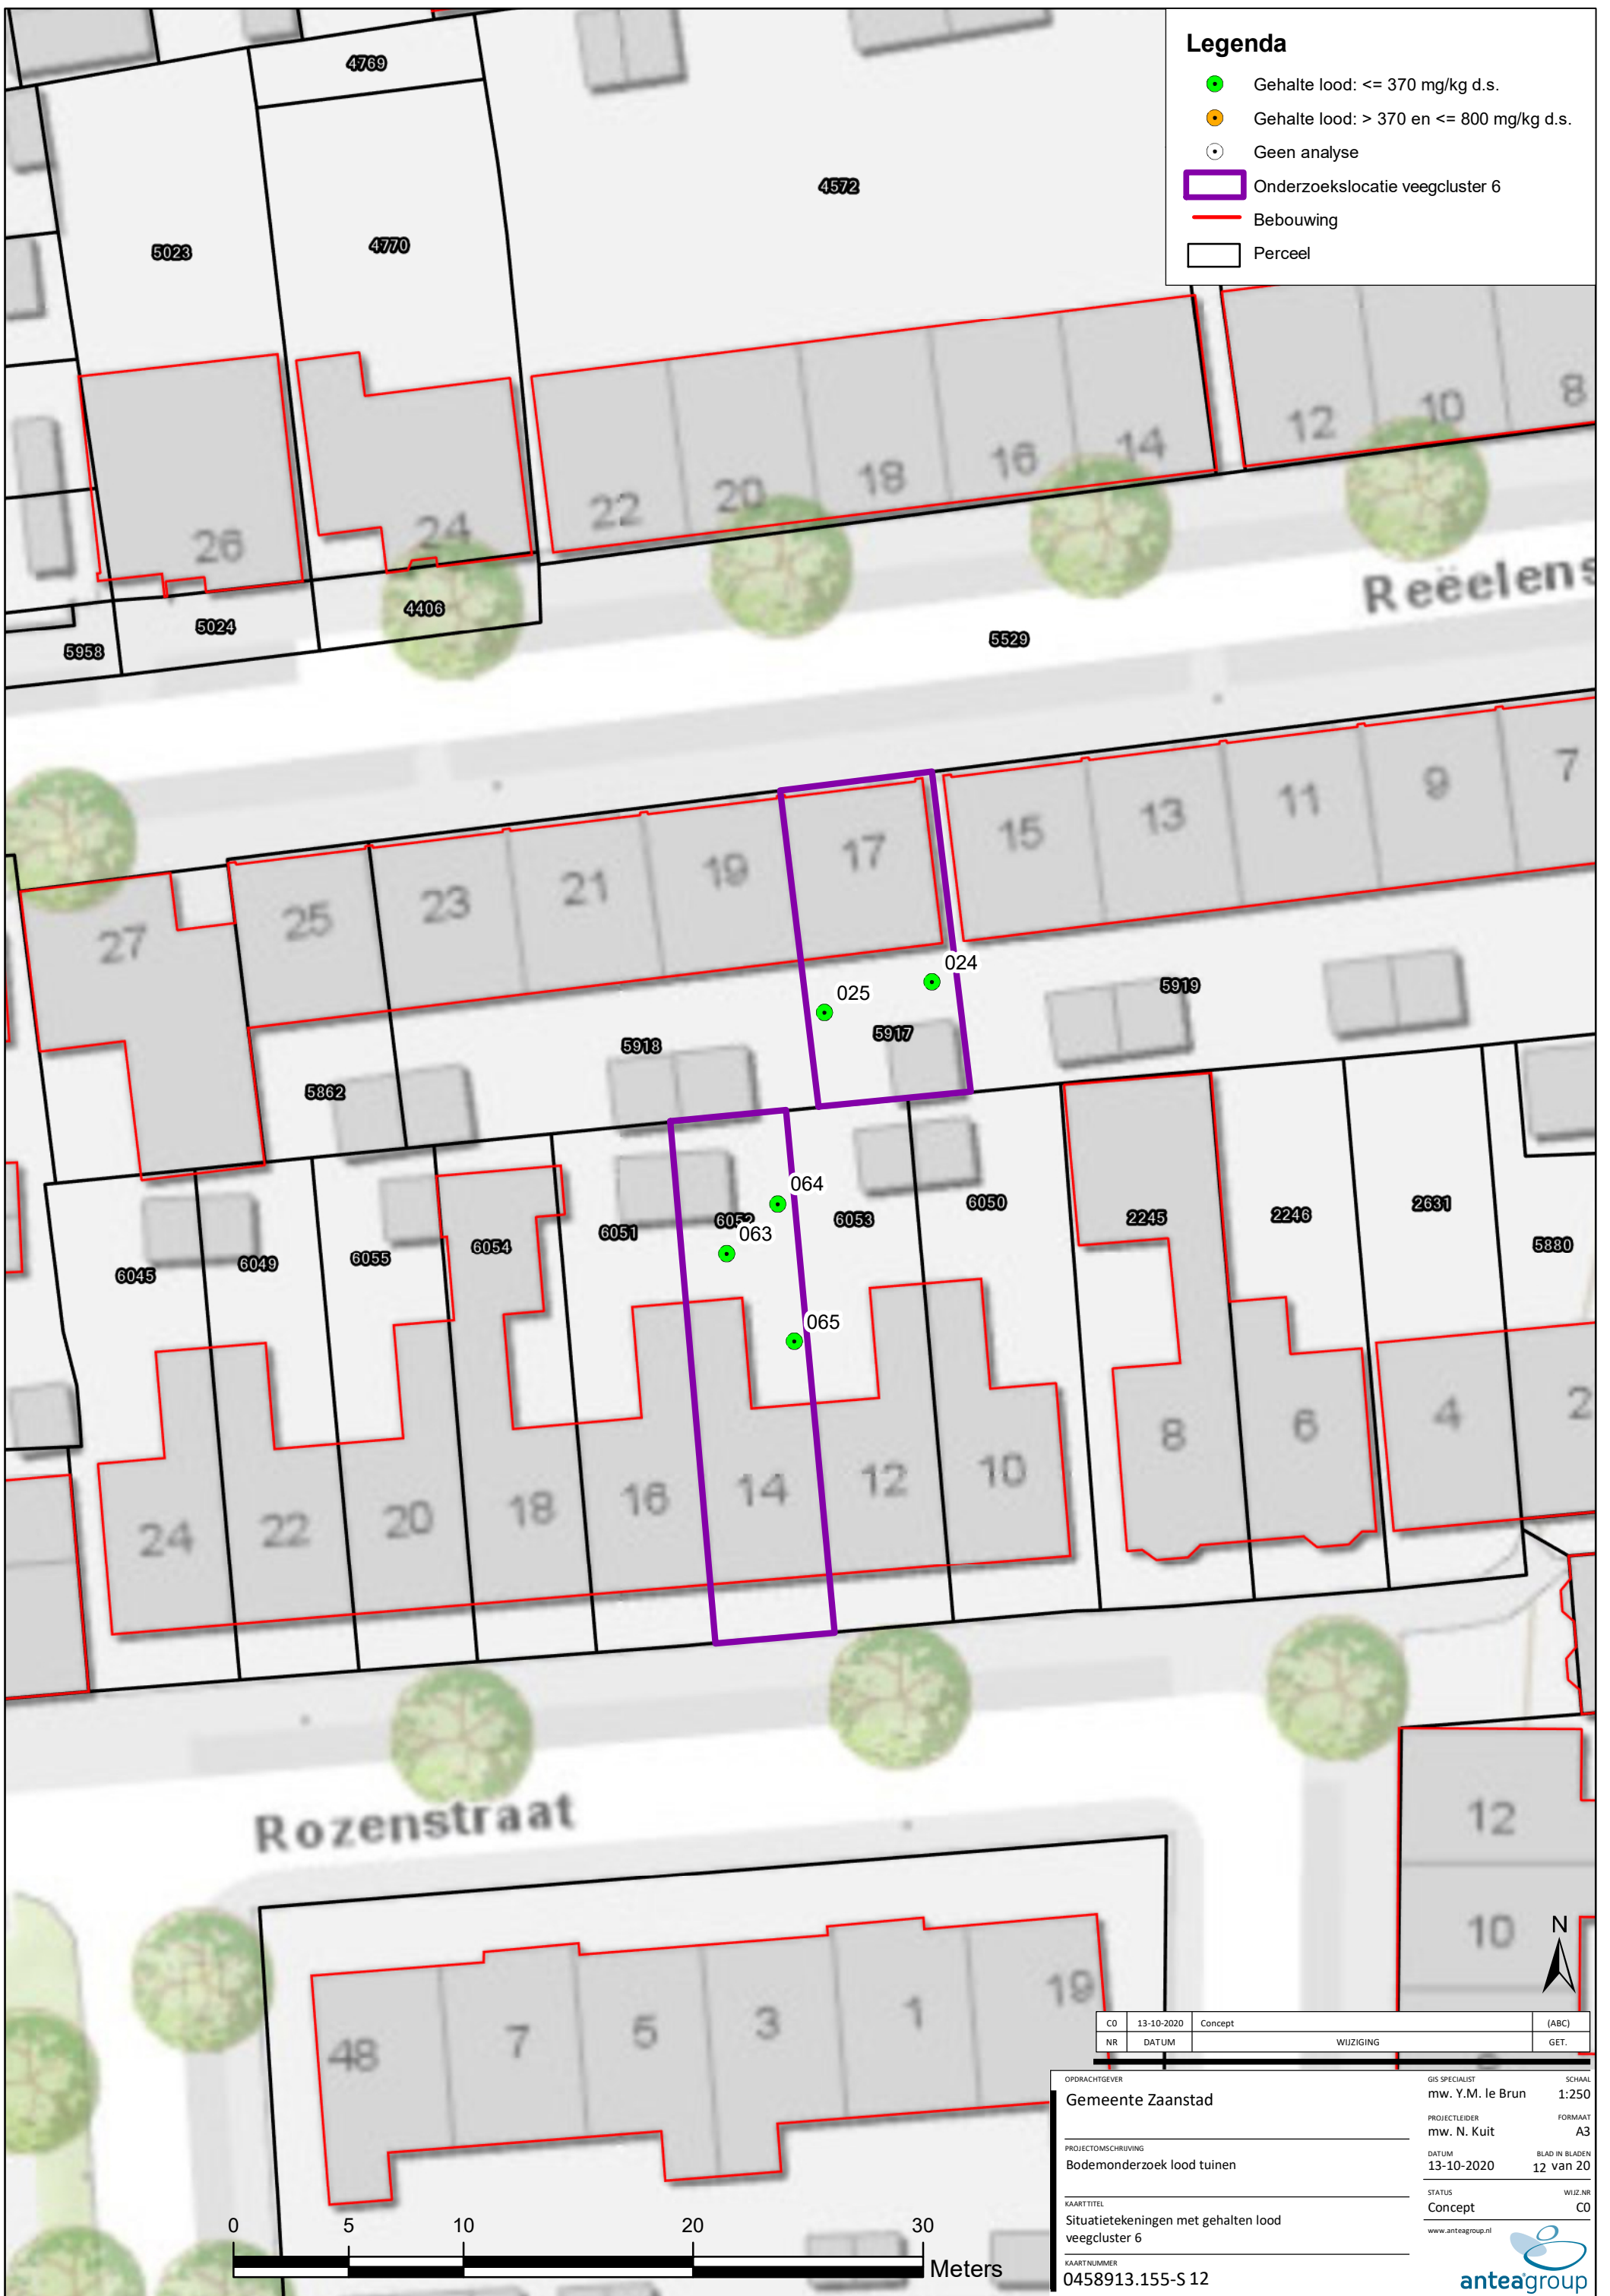 Legenda
Gehalte lood: <= 370 mg/kg d.s.
Gehalte lood: > 370 en <= 800 mg/kg d.s.
Geen analyse
Onderzoekslocatie veegcluster 6
Bebouwing
Perceel
4769
4572
5023
4770
26
24
22
20
18
16
14
12
10
8
5958
5024
4406
5529
Reëelens
27
25
23
21
19
17
15
13
11
9
7
024
025
5917
5918
5919
5862
064
6052
063
065
6045
6049
6055
6054
6051
6053
6050
2245
2246
2631
5880
24
22
20
18
16
14
12
10
8
6
4
2
Rozenstraat
48
7
5
3
1
19
12
10
N
C0 13-10-2020 Concept (ABC)
NR DATUM WIJZIGING GET.
OPDRACHTGEVER
Gemeente Zaanstad
PROJECTOMSCHRIJVING
Bodemonderzoek lood tuinen
KAARTTITEL
Situatietekeningen met gehalten lood
veegcluster 6
KAARTNUMMER
0458913.155-S 12
GIS SPECIALIST SCHAAL
mw. Y.M. le Brun 1:250
PROJECTLEIDER FORMAAT
mw. N. Kuit A3
DATUM BLAD IN BLADEN
13-10-2020 12 van 20
STATUS WIJZ.NR
Concept C0
www.anteagroup.nl
anteagroup
0 5 10 20 30
Meters